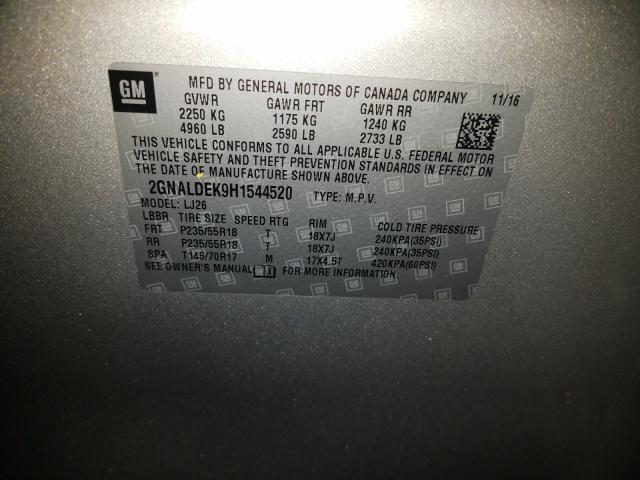 GM
MFD BY GENERAL MOTORS OF CANADA COMPANY 11/16
GVWR GAWR FRT GAWR RR
2250 KG 1175 KG 1240 KG
4960 LB 2590 LB 2733 LB
THIS VEHICLE CONFORMS TO ALL APPLICABLE U.S. FEDERAL MOTOR
VEHICLE SAFETY AND THEFT PREVENTION STANDARDS IN EFFECT ON
THE DATE OF MANUFACTURE SHOWN ABOVE.
2GNALDEK9H1544520 TYPE: M.P.V.
MODEL: LJ26
LBBR TIRE SIZE SPEED RTG RIM COLD TIRE PRESSURE
FRT P235/55R18 T 18X7J 240KPA(35PSI)
RR P235/55R18 T 18X7J 240KPA(35PSI)
SPA T145/70R17 M 17X4.5T 420KPA(60PSI)
SEE OWNER'S MANUAL FOR MORE INFORMATION.